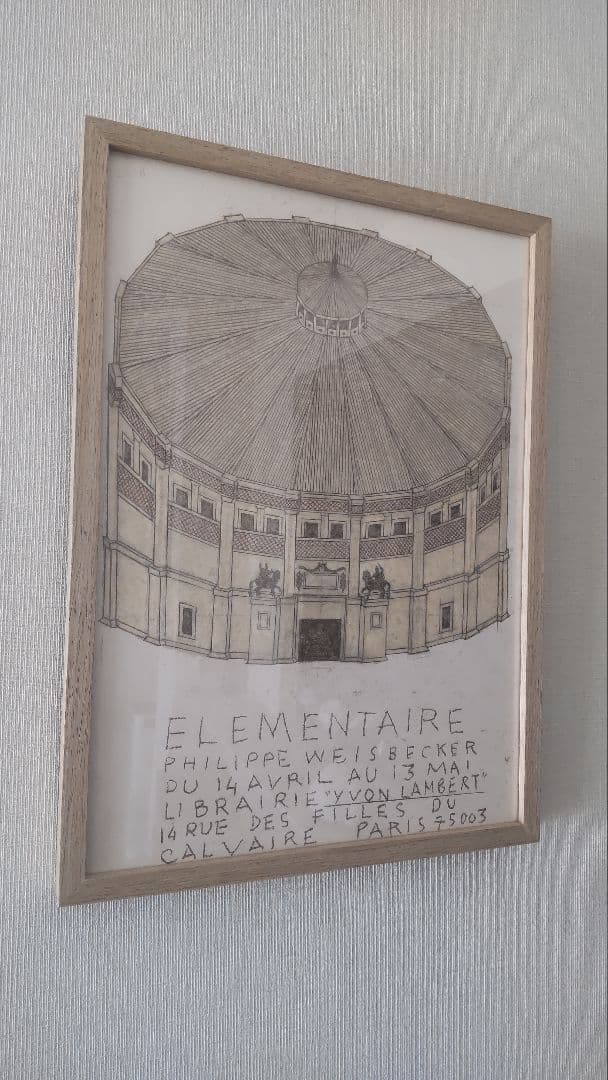 ELEMENTAIRE
PHILIPPE WEISBECKER
DU 14 AVRIL AU 13 MAI
LIBRAIRIE "YVON LAMBERT"
14 RUE DES FILLES DU
CALVAIRE PARIS 75003